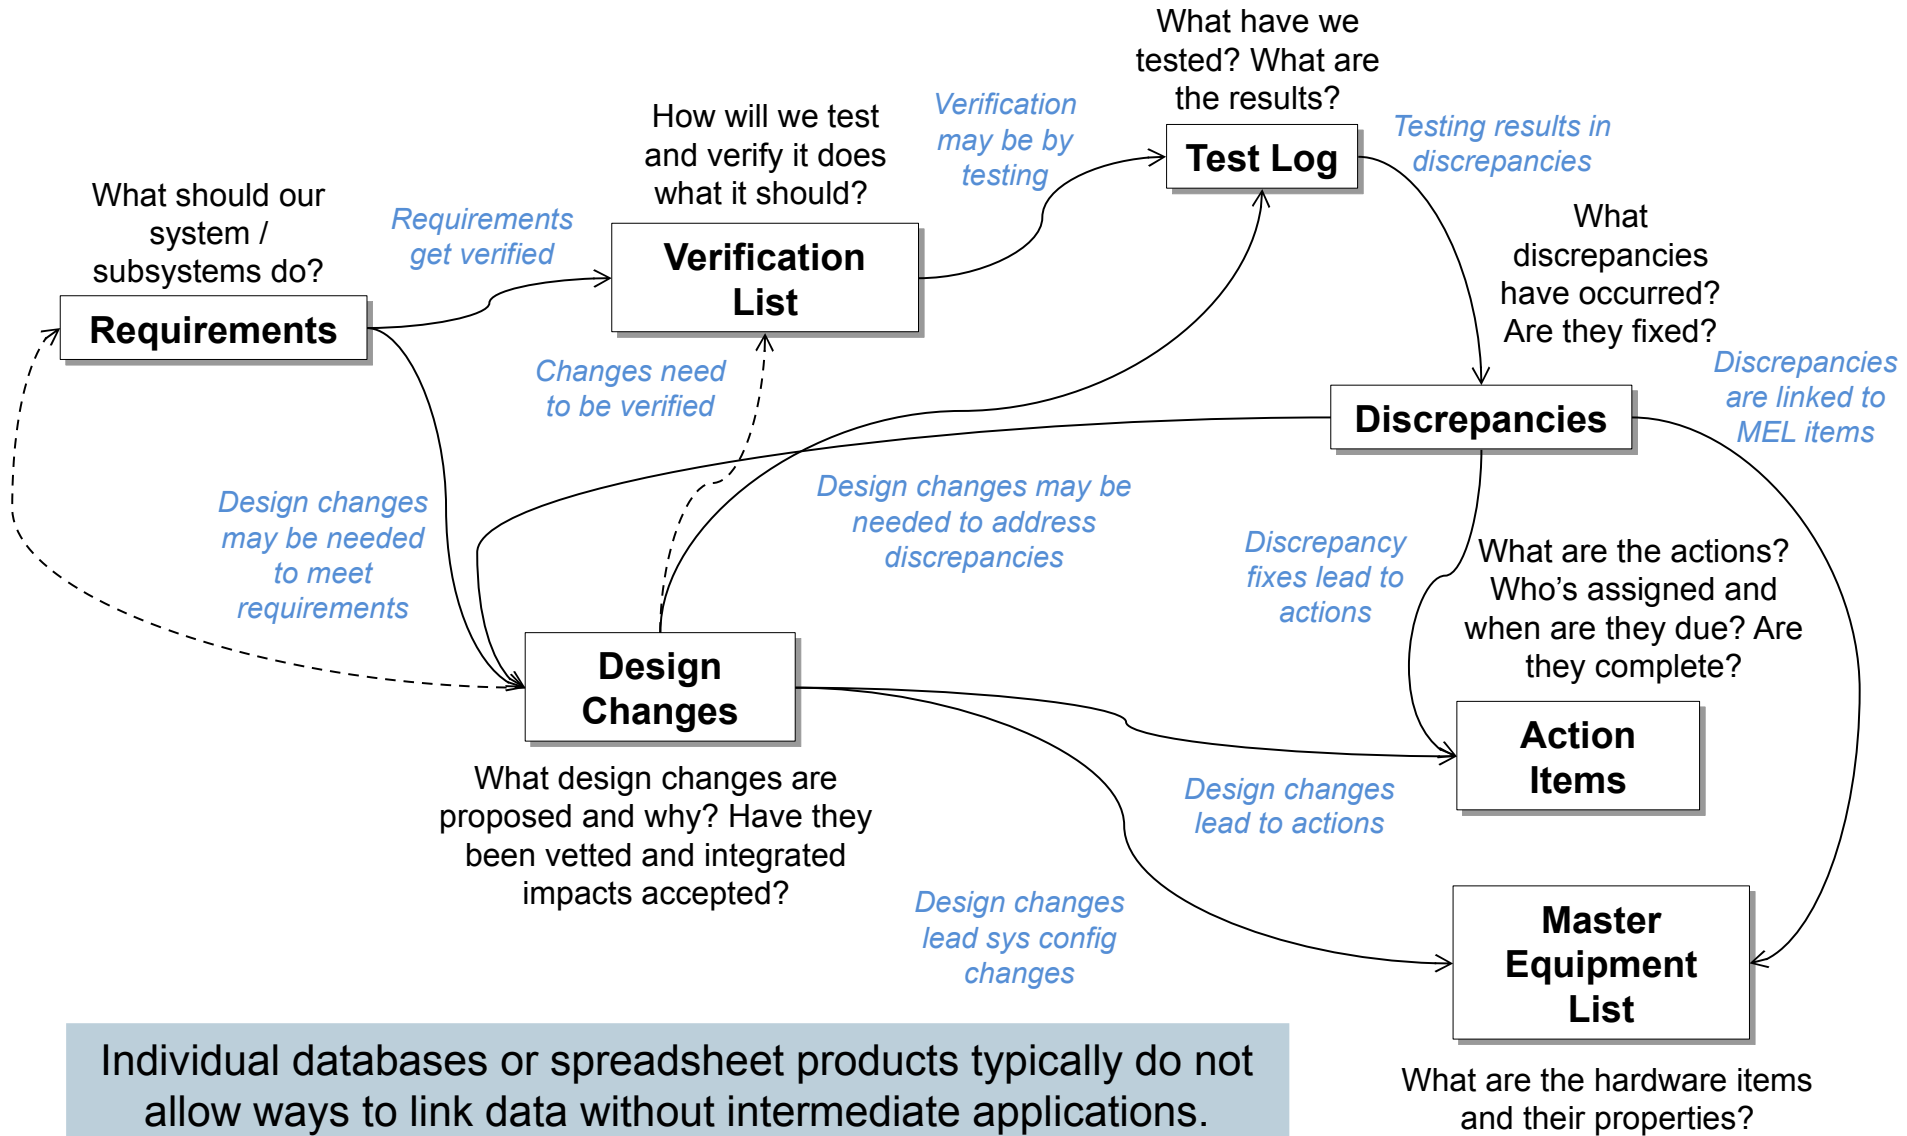 What have we
tested? What are
the results?
Test Log
Verification
may be by
testing
Testing results in
discrepancies
How will we test
and verify it does
what it should?
Verification
List
What should our
system /
subsystems do?
Requirements
Requirements
get verified
What
discrepancies
have occurred?
Are they fixed?
Discrepancies
Discrepancies
are linked to
MEL items
Changes need
to be verified
Design changes
may be needed
to meet
requirements
Design changes may be
needed to address
discrepancies
Discrepancy
fixes lead to
actions
What are the actions?
Who’s assigned and
when are they due? Are
they complete?
Action
Items
Design
Changes
What design changes are
proposed and why? Have they
been vetted and integrated
impacts accepted?
Design changes
lead to actions
Design changes
lead sys config
changes
Master
Equipment
List
What are the hardware items
and their properties?
Individual databases or spreadsheet products typically do not
allow ways to link data without intermediate applications.